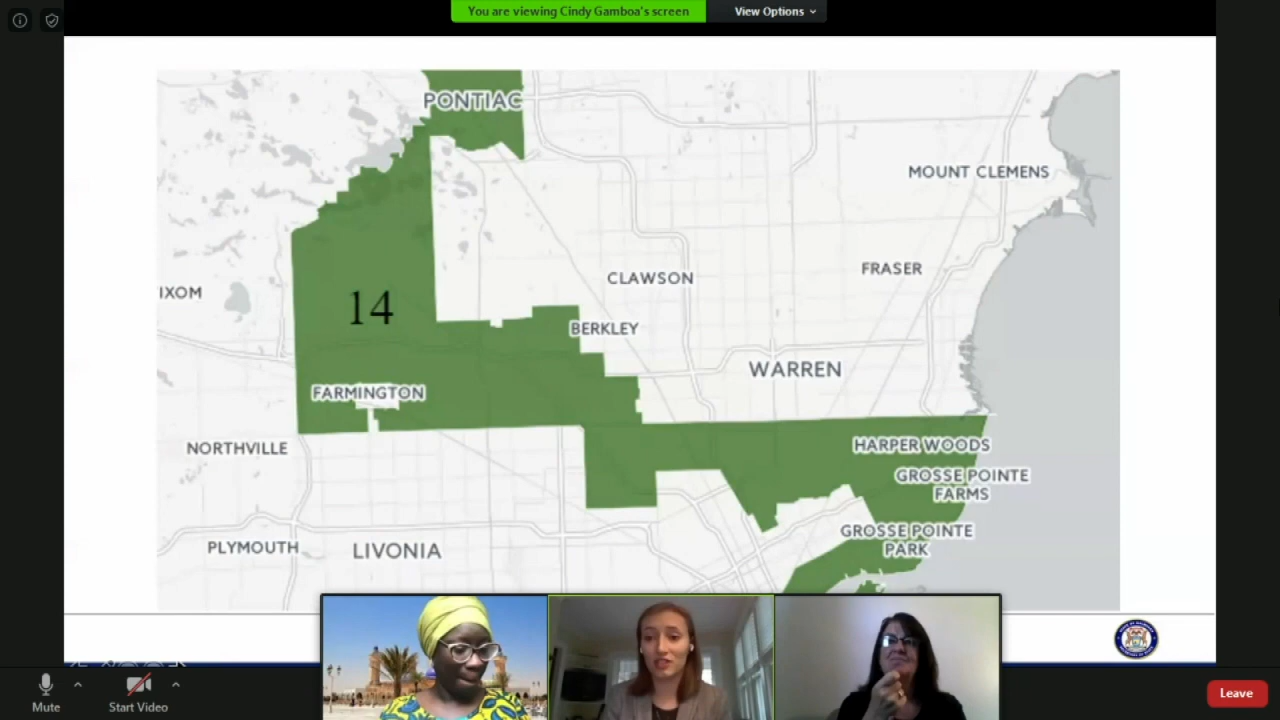 You are viewing Cindy Gamboa's screen
View Options
PONTIAC
MOUNT CLEMENS
CLAWSON
FRASER
IXOM
14
BERKLEY
WARREN
FARMINGTON
NORTHVILLE
HARPER WOODS
GROSSE POINTE
FARMS
GROSSE POINTE
PARK
PLYMOUTH
LIVONIA
Mute
Start Video
Leave